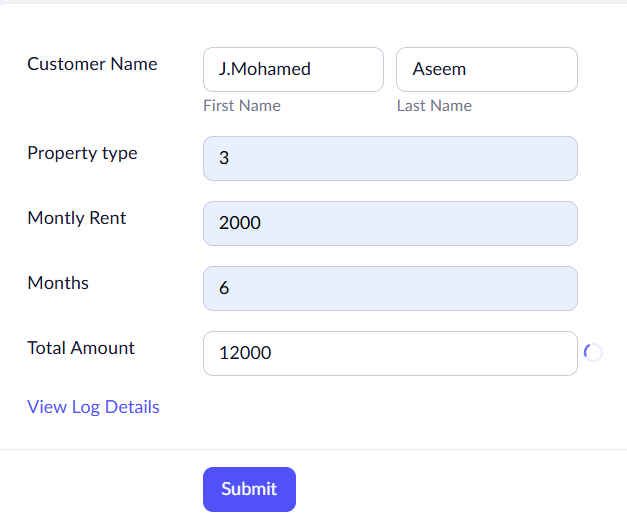 Customer Name J.Mohamed Aseem
First Name Last Name
Property type 3
Montly Rent 2000
Months 6
Total Amount 12000
View Log Details
Submit